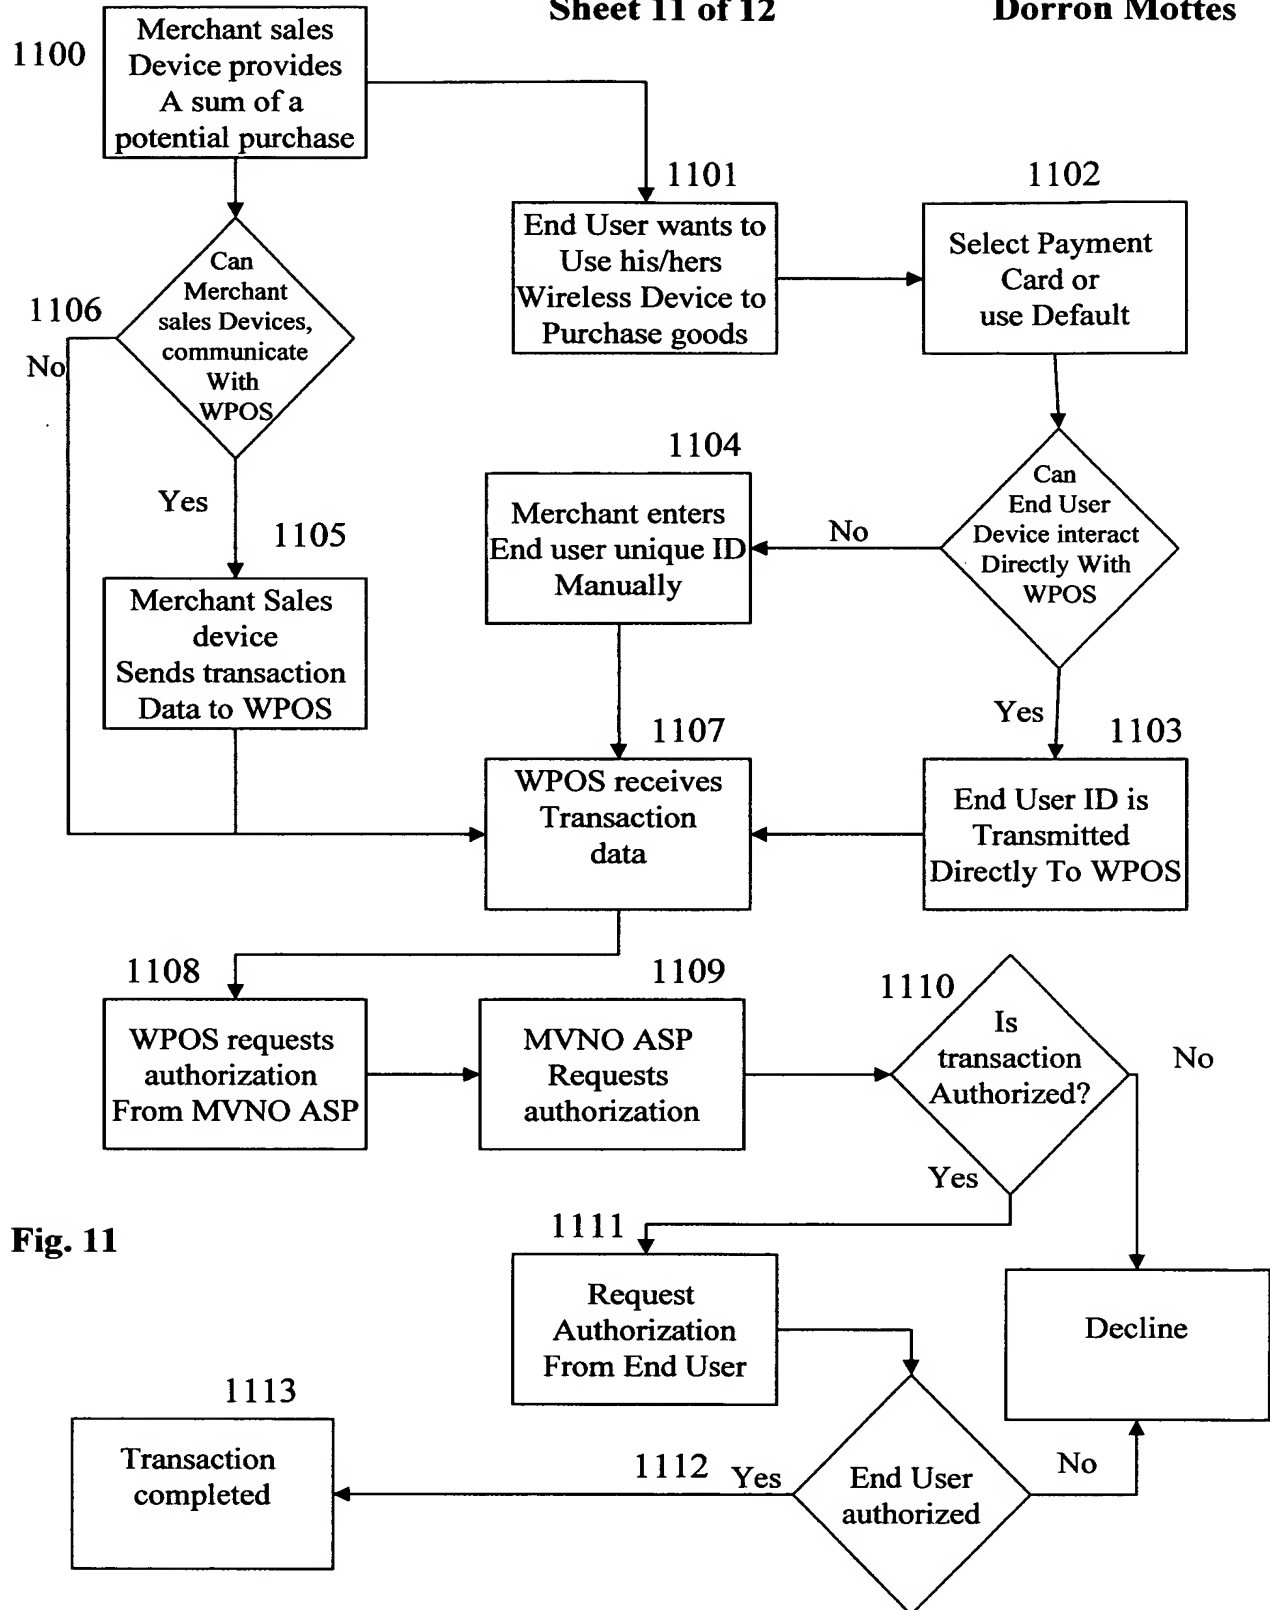 Sheet 11 of 12
Dorron Mottes
1100
Merchant sales
Device provides
A sum of a
potential purchase
1101
End User wants to
Use his/hers
Wireless Device to
Purchase goods
1102
Select Payment
Card or
use Default
1106
Can
Merchant
sales Devices,
communicate
With
WPOS
No
Yes
1105
Merchant Sales
device
Sends transaction
Data to WPOS
1104
Merchant enters
End user unique ID
Manually
No
Can
End User
Device interact
Directly With
WPOS
Yes
1103
End User ID is
Transmitted
Directly To WPOS
1107
WPOS receives
Transaction
data
1108
WPOS requests
authorization
From MVNO ASP
1109
MVNO ASP
Requests
authorization
1110
Is
transaction
Authorized?
No
Yes
Fig. 11
1111
Request
Authorization
From End User
Decline
1113
Transaction
completed
1112
Yes
End User
authorized
No